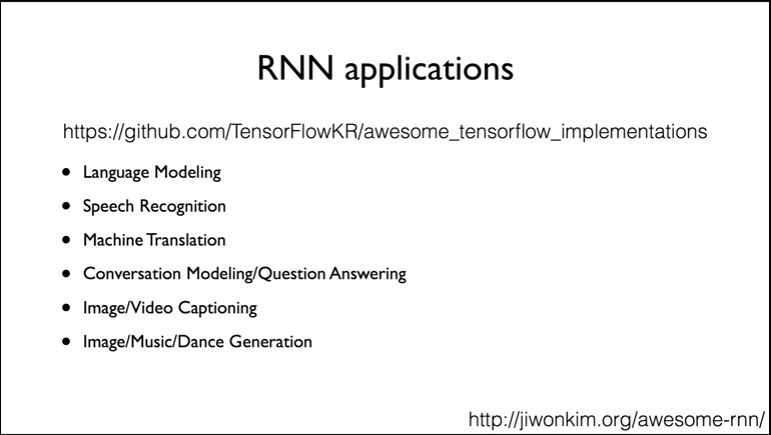 RNN applications
https://github.com/TensorFlowKR/awesome_tensorflow_implementations
• Language Modeling
• Speech Recognition
• Machine Translation
• Conversation Modeling/Question Answering
• Image/Video Captioning
• Image/Music/Dance Generation
http://jiwonkim.org/awesome-rnn/